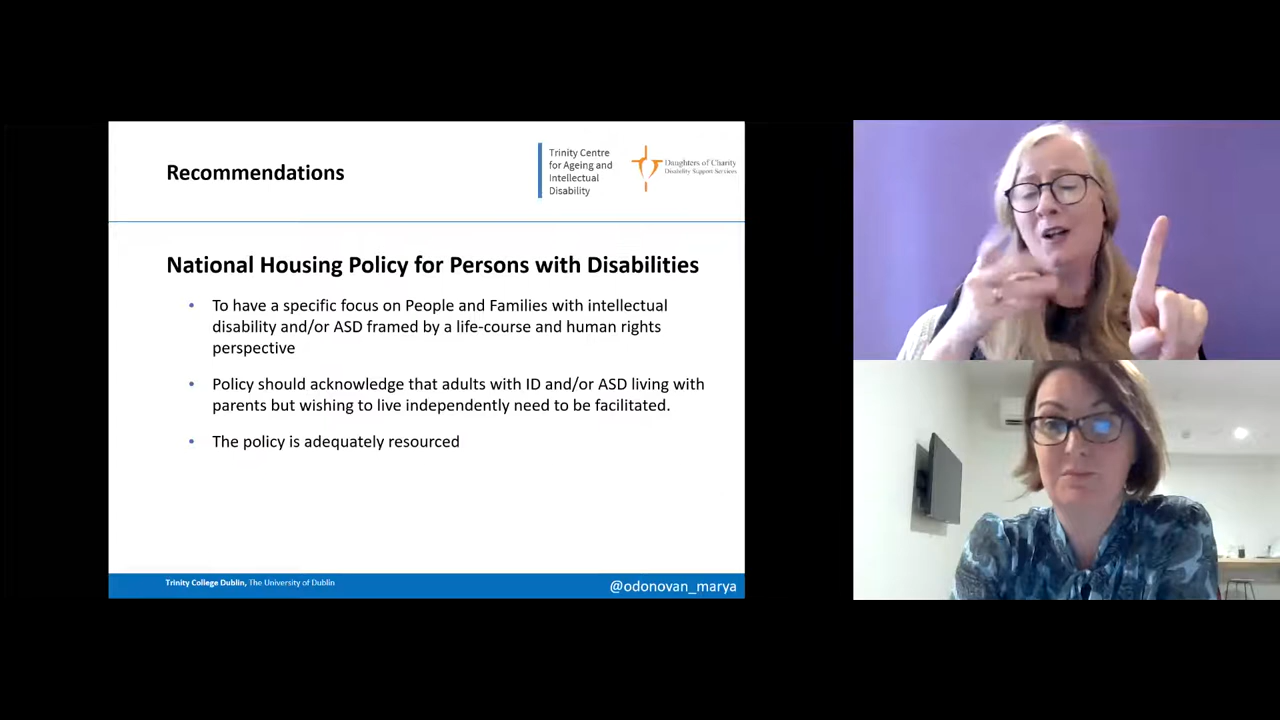 Recommendations
Trinity Centre
for Ageing and
Intellectual
Disability
Daughters of Charity
Disability Support Services
National Housing Policy for Persons with Disabilities
• To have a specific focus on People and Families with intellectual
disability and/or ASD framed by a life-course and human rights
perspective
• Policy should acknowledge that adults with ID and/or ASD living with
parents but wishing to live independently need to be facilitated.
• The policy is adequately resourced
Trinity College Dublin, The University of Dublin
@odonovan_marya